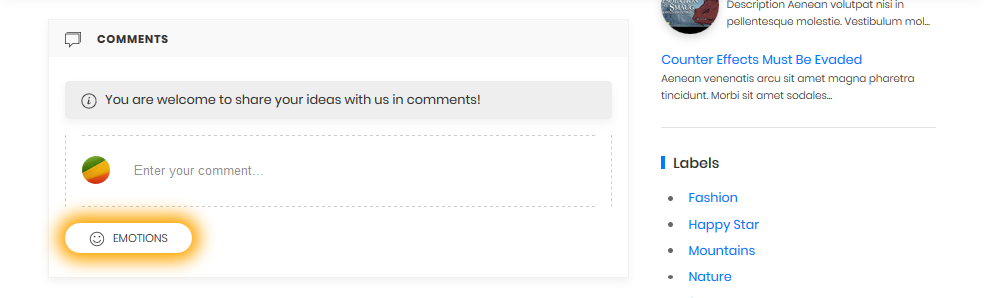 COMMENTS
You are welcome to share your ideas with us in comments!
Enter your comment...
EMOTIONS
Description Aenean volutpat nisi in
pellentesque molestie. Vestibulum mol...
Counter Effects Must Be Evaded
Aenean venenatis arcu sit amet magna pharetra
tincidunt. Morbi sit amet sodales...
Labels
Fashion
Happy Star
Mountains
Nature